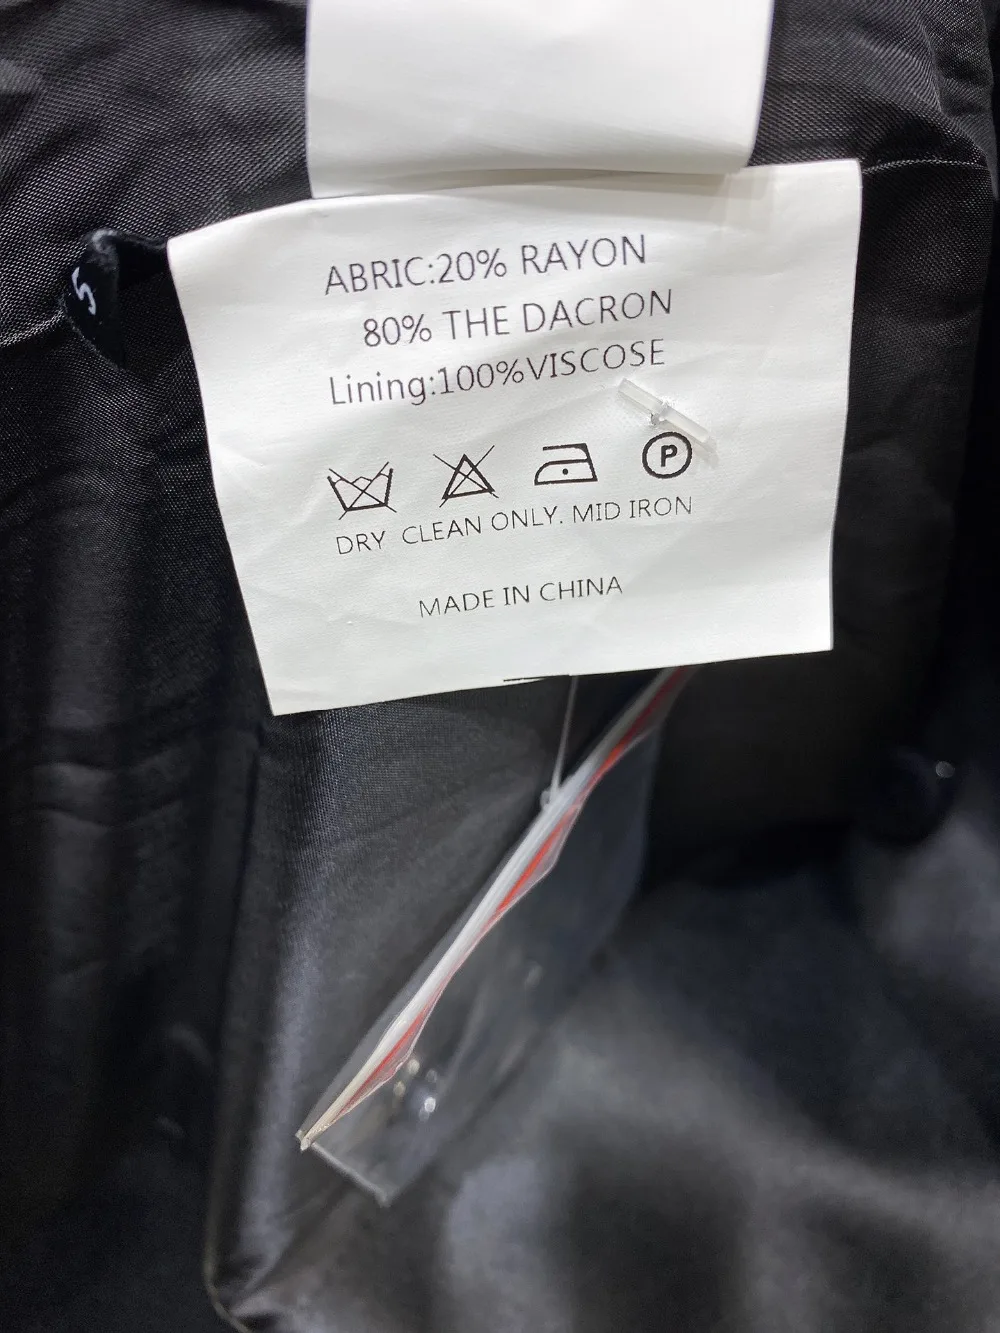 ABRIC:20% RAYON
80% THE DACRON
Lining:100%VISCOSE
P
DRY CLEAN ONLY. MID IRON
MADE IN CHINA
S